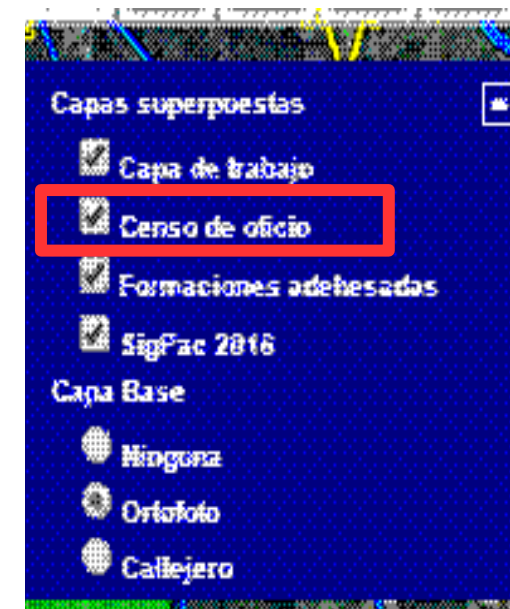 Capas superpuestas
Capa de trabajo
Censo de oficio
Formaciones adehesadas
SigPac 2016
Capa Base
Ninguna
Ortofoto
Callejero